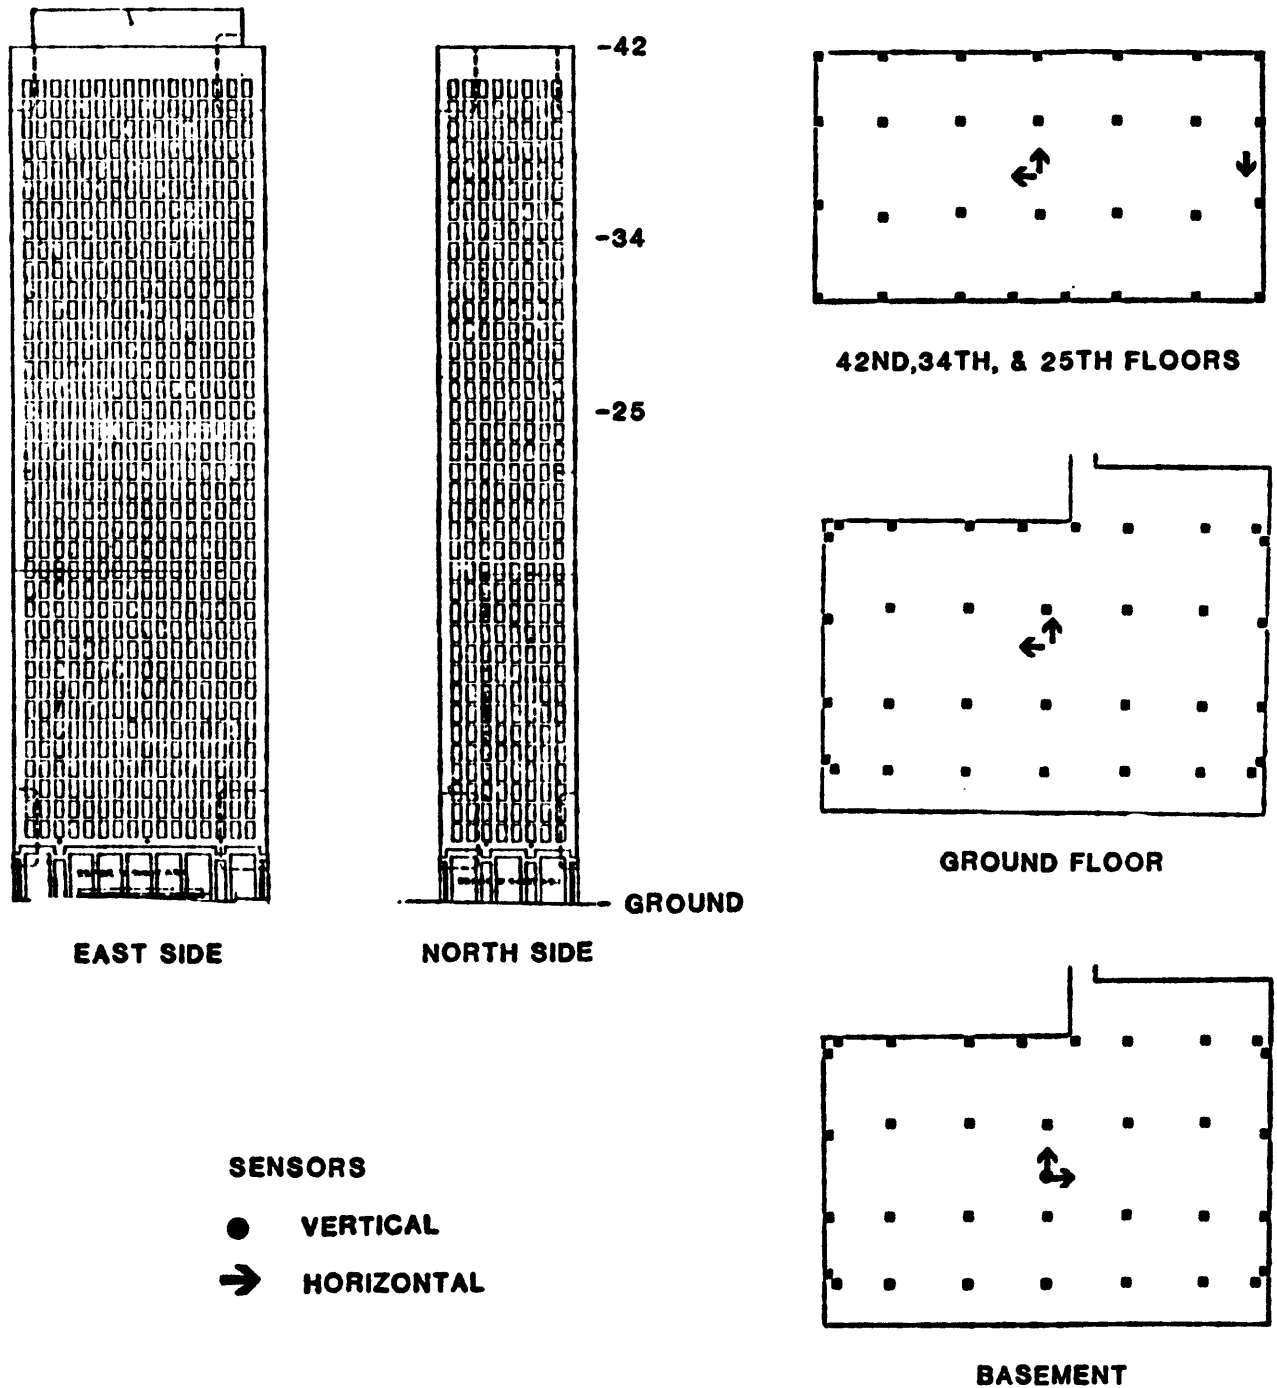 -42
-34
-25
GROUND
EAST SIDE
NORTH SIDE
42ND,34TH, & 25TH FLOORS
GROUND FLOOR
BASEMENT
SENSORS
VERTICAL
HORIZONTAL